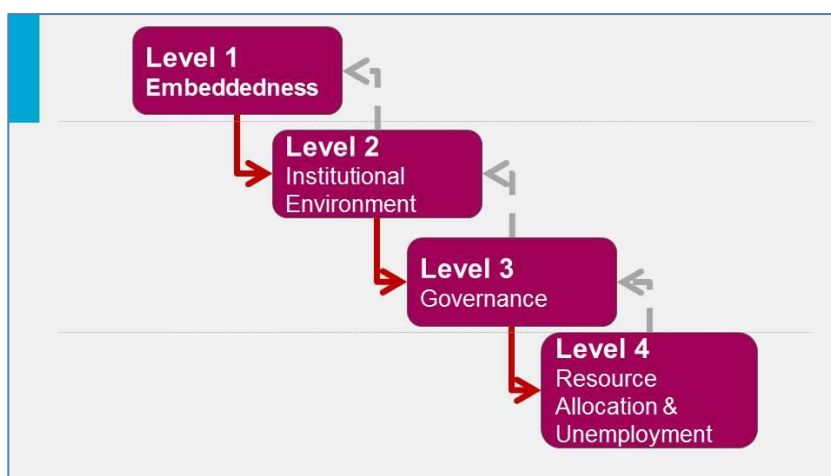 Level 1
Embeddedness
Level 2
Institutional
Environment
Level 3
Governance
Level 4
Resource
Allocation &
Unemployment